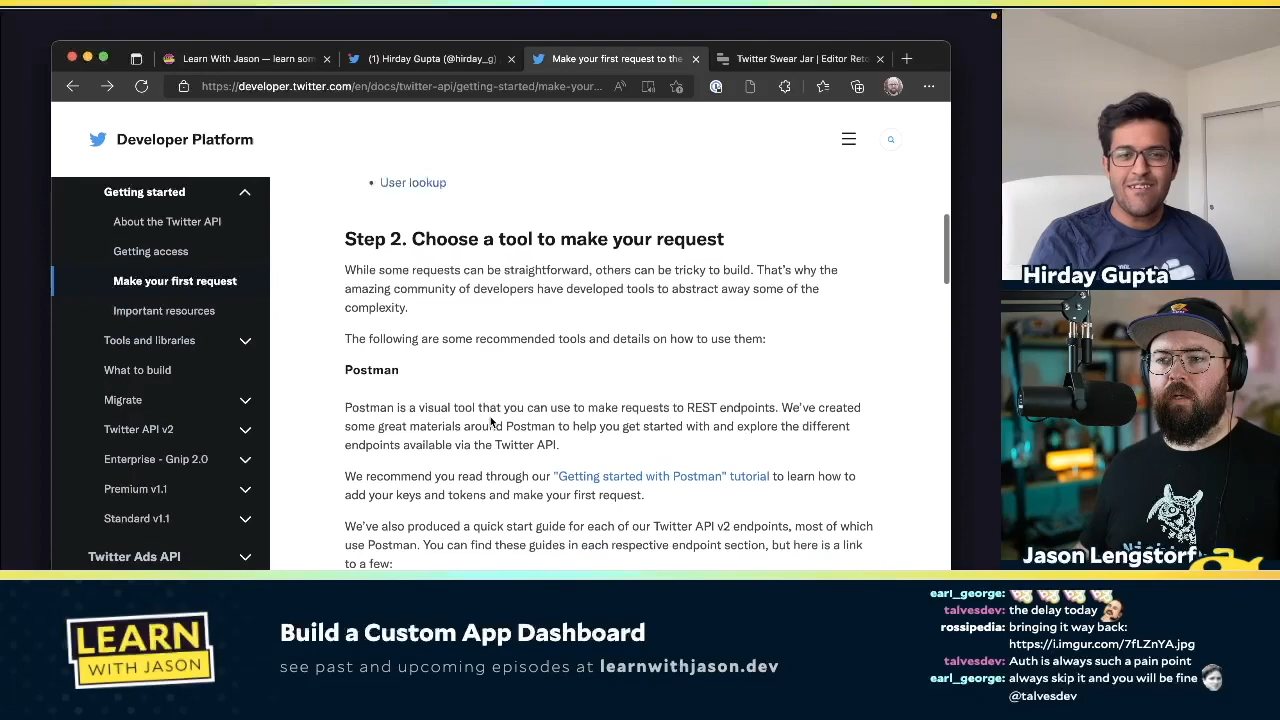 Learn With Jason — learn som
(1) Hirday Gupta (@hirday_g)
Make your first request to the
Twitter Swear Jar | Editor Reto
https://developer.twitter.com/en/docs/twitter-api/getting-started/make-your...
Developer Platform
Getting started
About the Twitter API
Getting access
Make your first request
Important resources
Tools and libraries
What to build
Migrate
Twitter API v2
Enterprise - Gnip 2.0
Premium v1.1
Standard v1.1
Twitter Ads API
• User lookup
Step 2. Choose a tool to make your request
While some requests can be straightforward, others can be tricky to build. That's why the
amazing community of developers have developed tools to abstract away some of the
complexity.
The following are some recommended tools and details on how to use them:
Postman
Postman is a visual tool that you can use to make requests to REST endpoints. We've created
some great materials around Postman to help you get started with and explore the different
endpoints available via the Twitter API.
We recommend you read through our "Getting started with Postman" tutorial to learn how to
add your keys and tokens and make your first request.
We've also produced a quick start guide for each of our Twitter API v2 endpoints, most of which
use Postman. You can find these guides in each respective endpoint section, but here is a link
to a few:
Hirday Gupta
Jason Lengstorf
LEARN
WITH JASON
Build a Custom App Dashboard
see past and upcoming episodes at learnwithjason.dev
earl_george:
talvesdev: the delay today
rossipedia: bringing it way back:
https://i.imgur.com/7fLZnYA.jpg
talvesdev: Auth is always such a pain point
earl_george: always skip it and you will be fine
@talvesdev